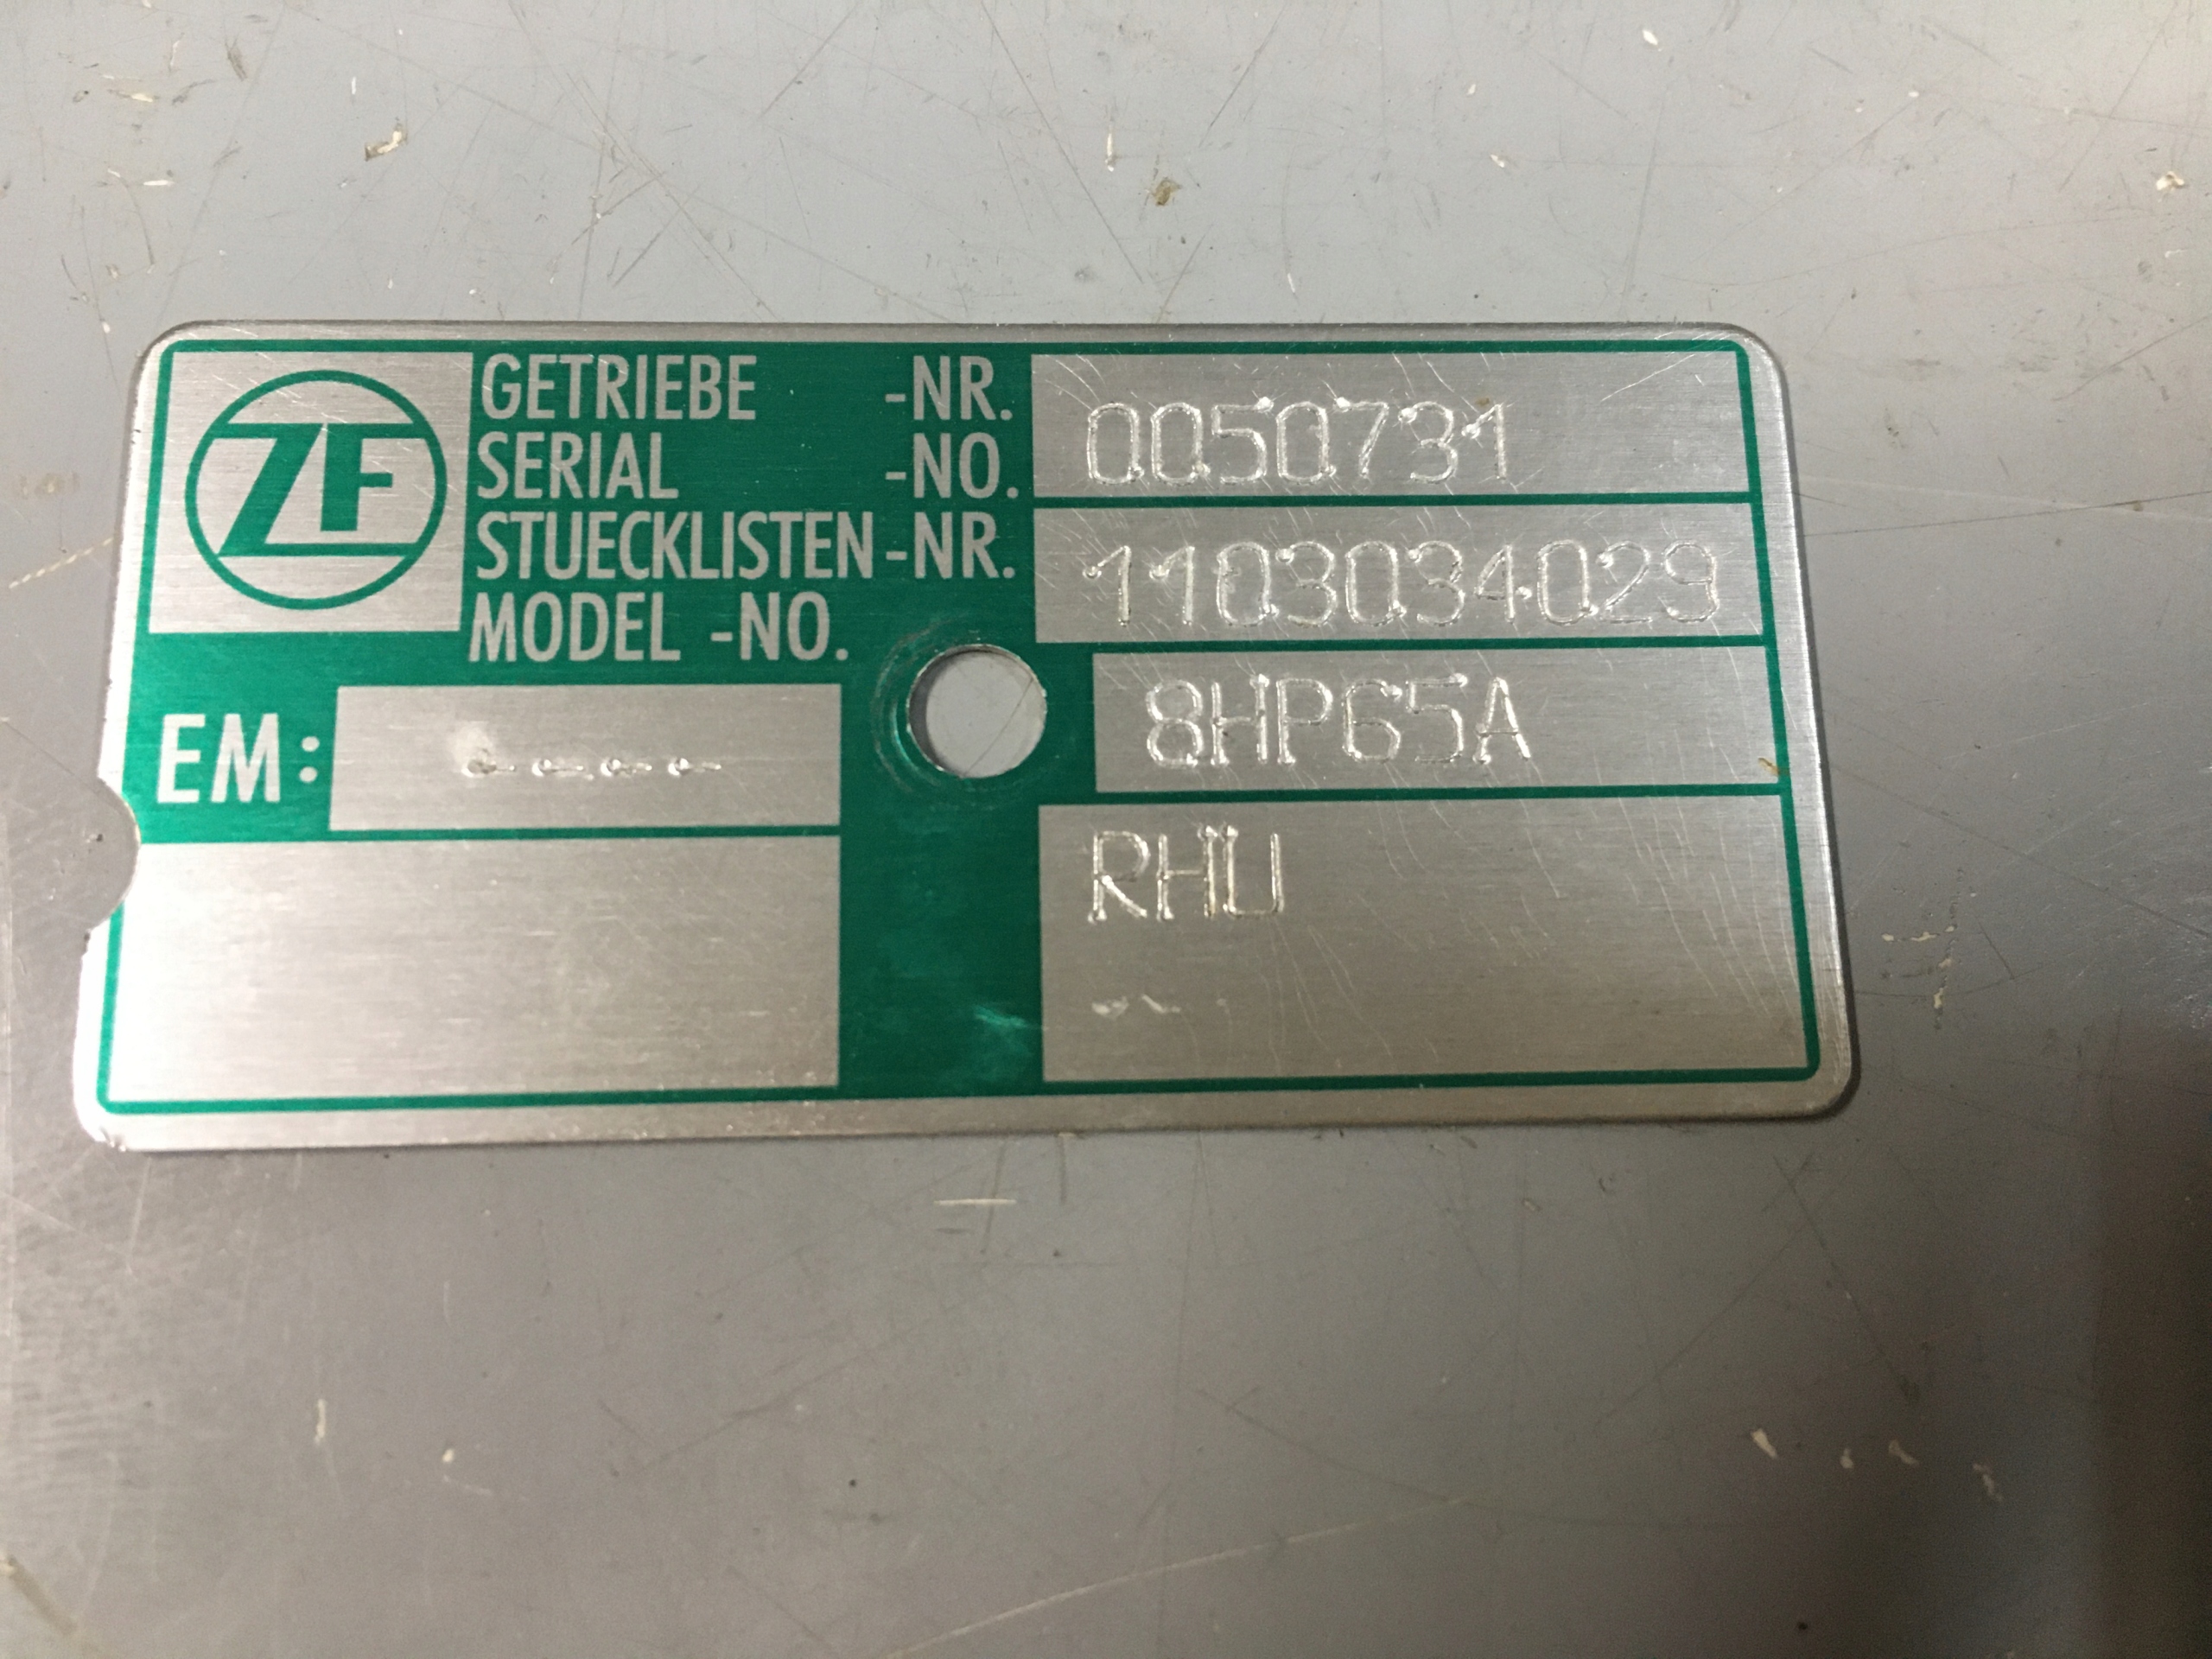 ZF
GETRIEBE -NR.
SERIAL -NO.
0050731
STUECKLISTEN-NR.
MODEL -NO.
1103034029
EM: ----
8HP65A
RHU